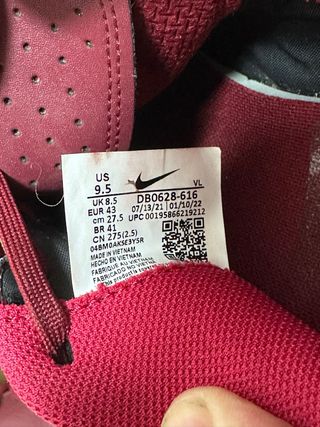 US VL
9.5
UK 8.5 DB0628-616
EUR 43 07/13/21 01/10/22
cm 27.5 UPC 00195866219212
BR 41
CN 275(2.5)
04BM0AKSE3Y5R
MADE IN VIETNAM
HECHO EN VIETNAM
FABRIQUÉ AU VIETNAM
FABRICADO NO VIETNÃ